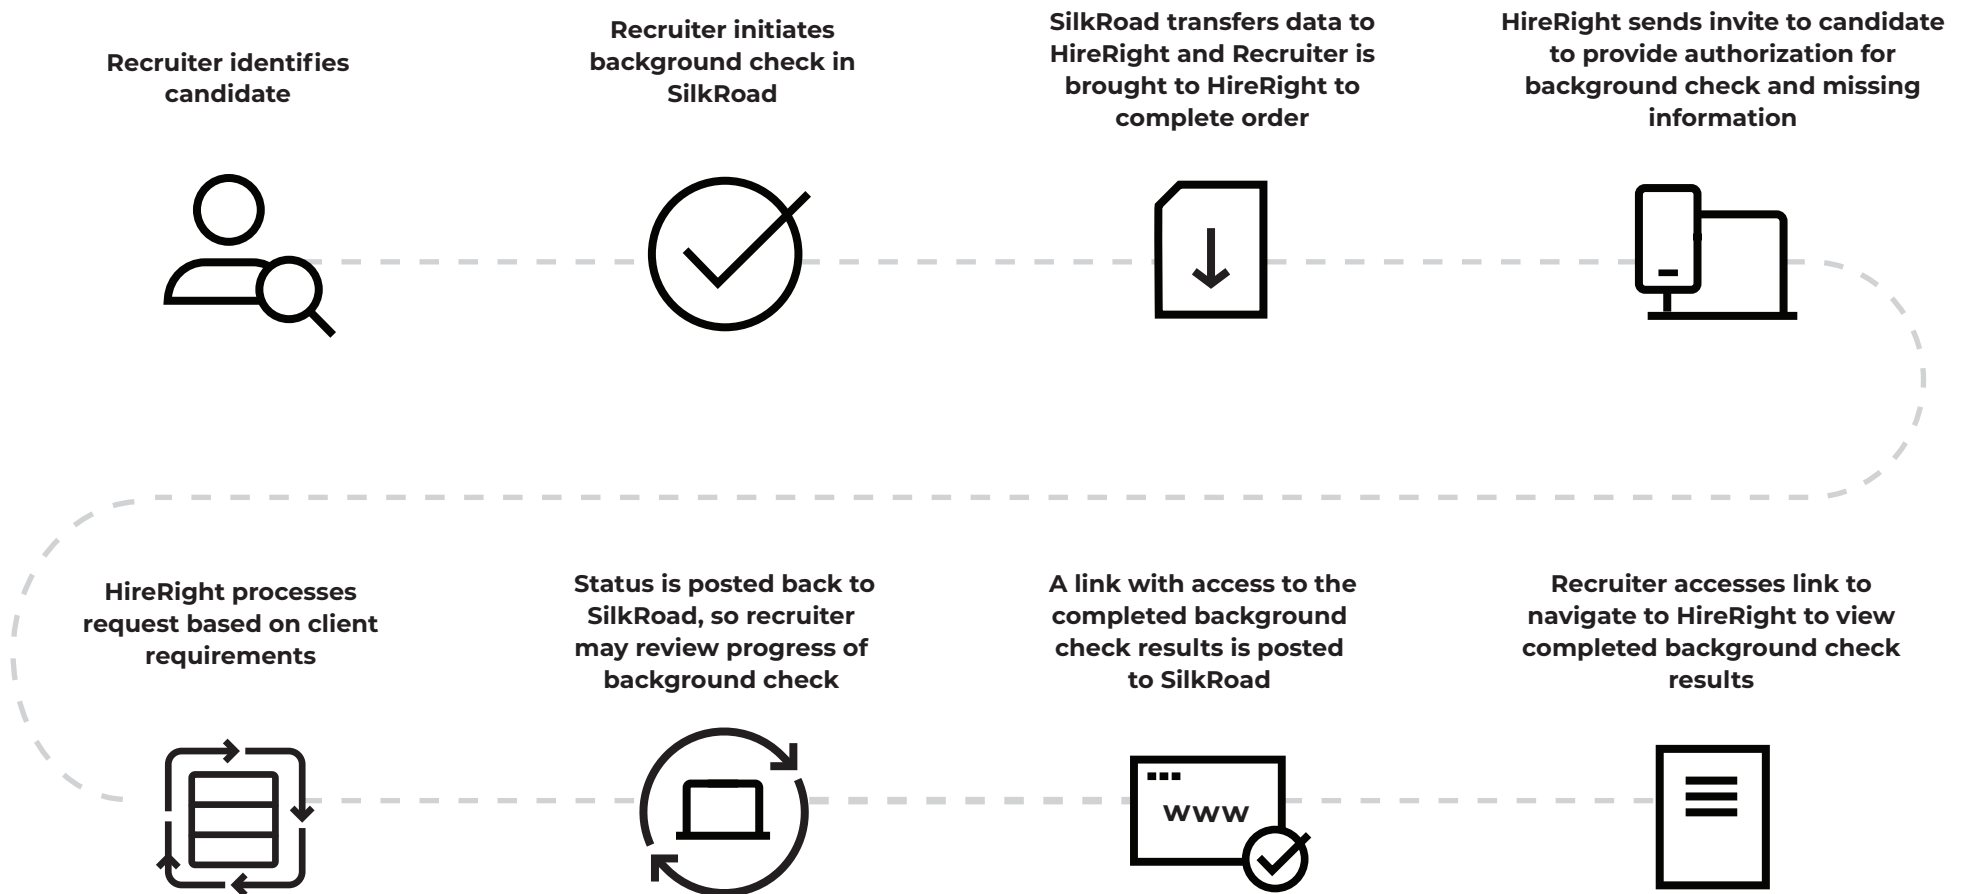 Recruiter identifies
candidate
Recruiter initiates
background check in
SilkRoad
SilkRoad transfers data to
HireRight and Recruiter is
brought to HireRight to
complete order
HireRight sends invite to candidate
to provide authorization for
background check and missing
information
HireRight processes
request based on client
requirements
Status is posted back to
SilkRoad, so recruiter
may review progress of
background check
A link with access to the
completed background
check results is posted
to SilkRoad
Recruiter accesses link to
navigate to HireRight to view
completed background check
results
www